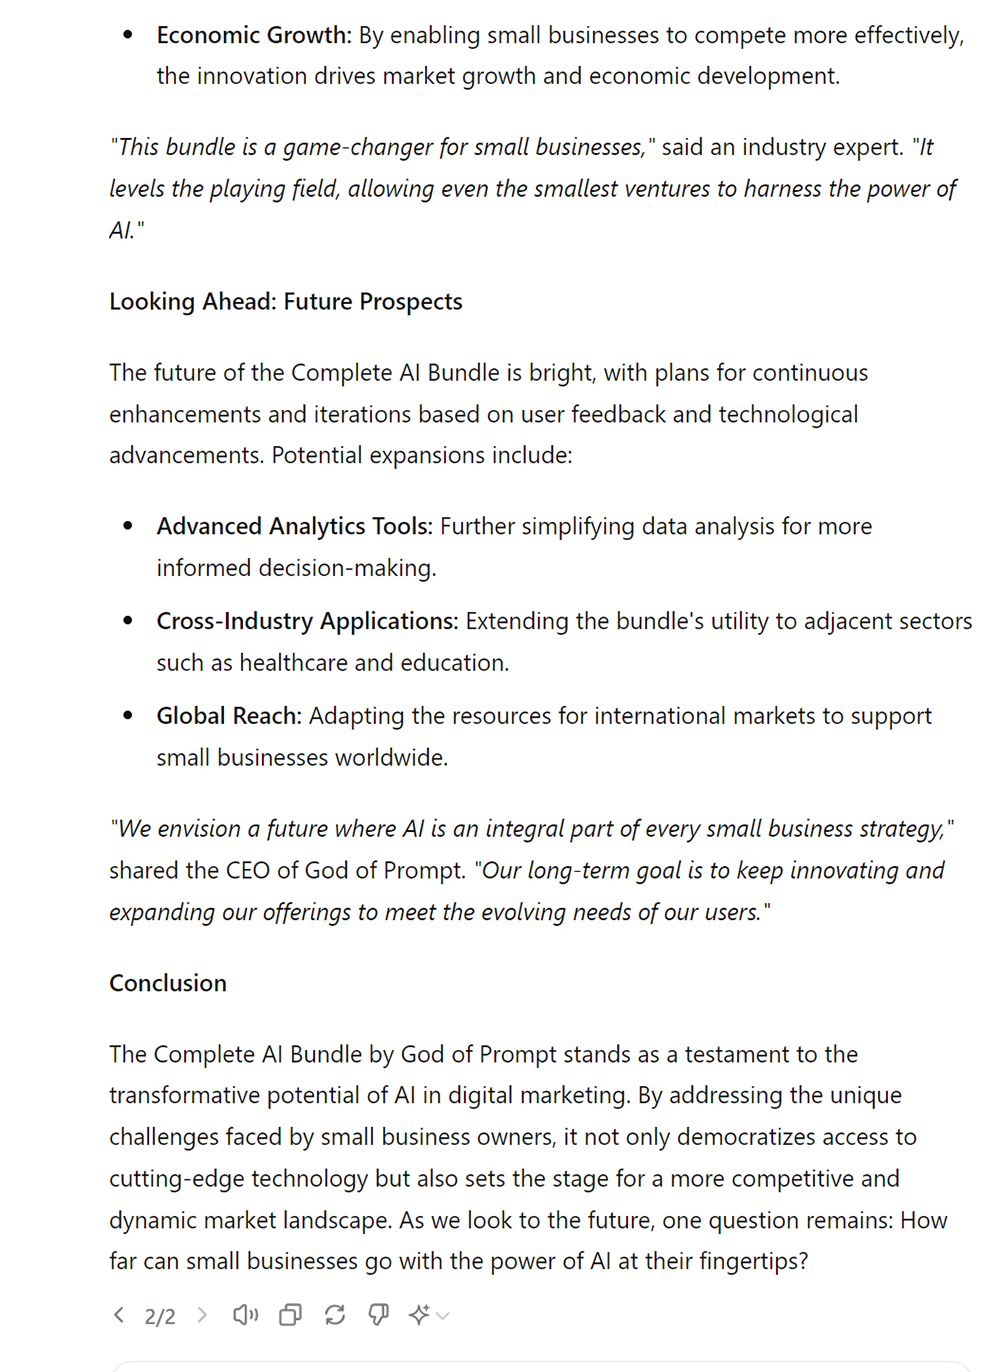 Economic Growth: By enabling small businesses to compete more effectively,
the innovation drives market growth and economic development.
"This bundle is a game-changer for small businesses," said an industry expert. "It
levels the playing field, allowing even the smallest ventures to harness the power of
AI."
Looking Ahead: Future Prospects
The future of the Complete AI Bundle is bright, with plans for continuous
enhancements and iterations based on user feedback and technological
advancements. Potential expansions include:
Advanced Analytics Tools: Further simplifying data analysis for more
informed decision-making.
Cross-Industry Applications: Extending the bundle's utility to adjacent sectors
such as healthcare and education.
Global Reach: Adapting the resources for international markets to support
small businesses worldwide.
"We envision a future where AI is an integral part of every small business strategy,"
shared the CEO of God of Prompt. "Our long-term goal is to keep innovating and
expanding our offerings to meet the evolving needs of our users."
Conclusion
The Complete AI Bundle by God of Prompt stands as a testament to the
transformative potential of AI in digital marketing. By addressing the unique
challenges faced by small business owners, it not only democratizes access to
cutting-edge technology but also sets the stage for a more competitive and
dynamic market landscape. As we look to the future, one question remains: How
far can small businesses go with the power of AI at their fingertips?
2/2